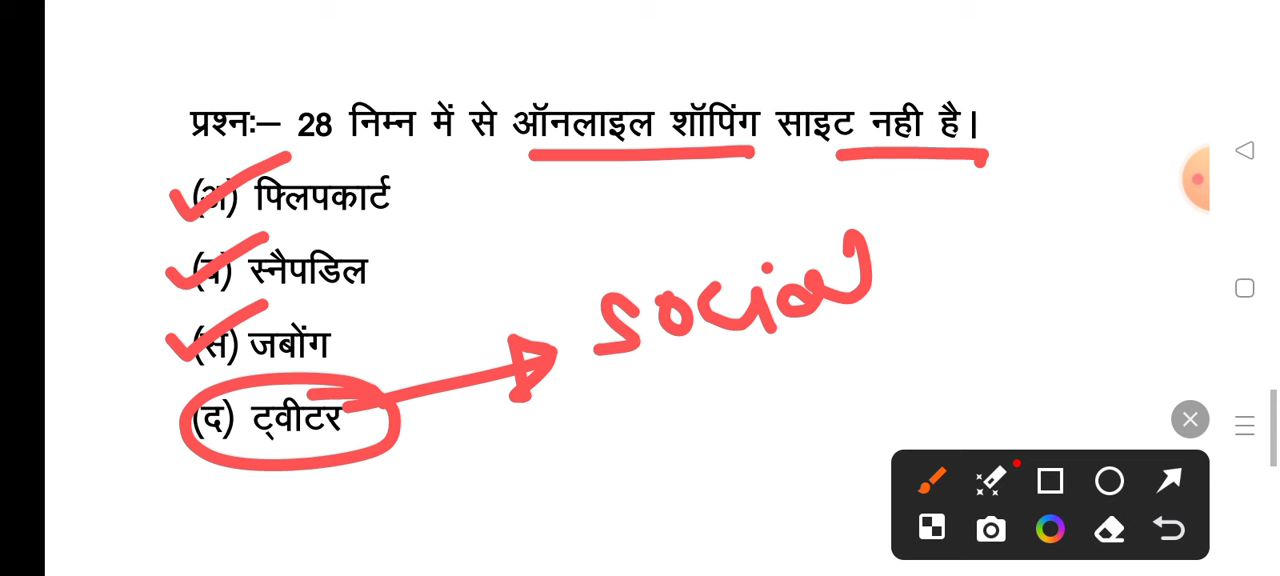 प्रश्नः– 28 निम्न में से ऑनलाइल शॉपिंग साइट नही है।
(अ) फ्लिपकार्ट
(ब) स्नैपडिल
(स) जबोंग
(द) ट्वीटर
social